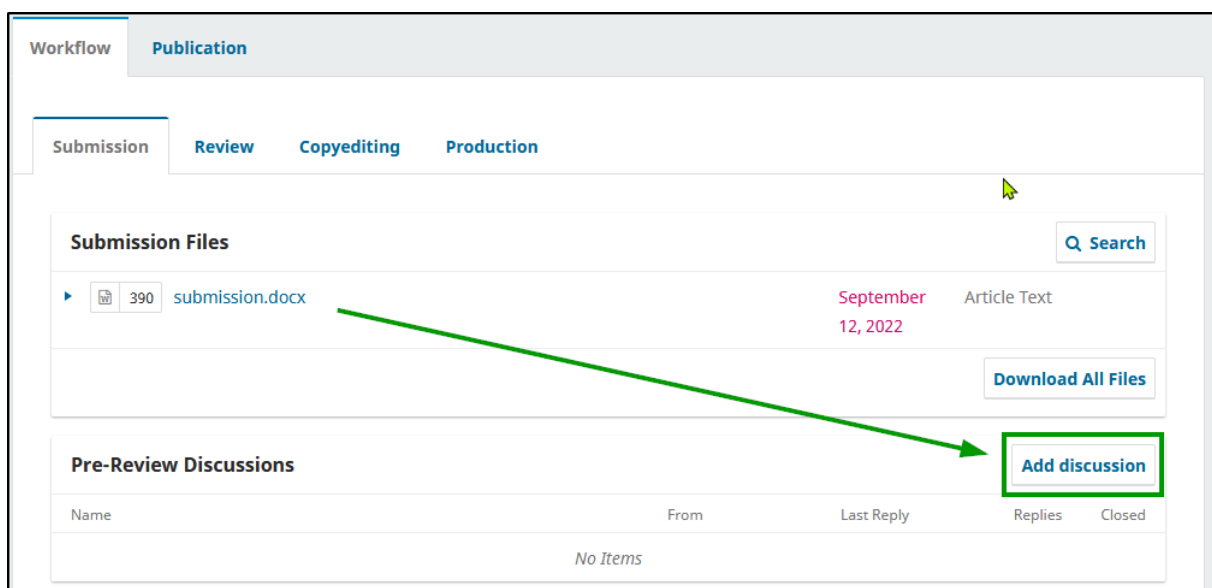 Workflow Publication
Submission Review Copyediting Production
Submission Files Search
390 submission.docx September Article Text
12, 2022
Download All Files
Pre-Review Discussions Add discussion
Name From Last Reply Replies Closed
No Items